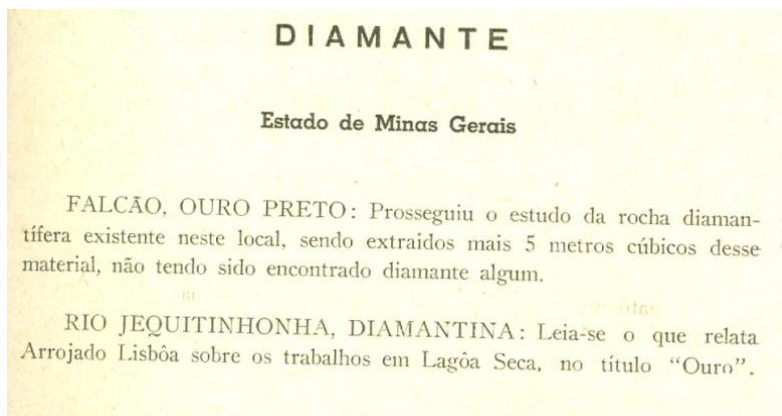 DIAMANTE
Estado de Minas Gerais
FALCÃO, OURO PRETO: Prosseguiu o estudo da rocha diaman-
tífera existente neste local, sendo extraidos mais 5 metros cúbicos desse
material, não tendo sido encontrado diamante algum.
RIO JEQUITINHONHA, DIAMANTINA: Leia-se o que relata
Arrojado Lisbôa sobre os trabalhos em Lagôa Seca, no título “Ouro”.